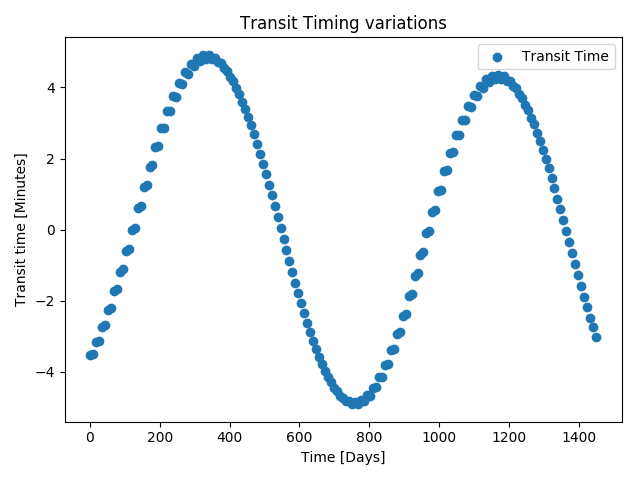 Transit Timing variations
Transit Time
Transit time [Minutes]
4
2
0
−2
−4
0 200 400 600 800 1000 1200 1400
Time [Days]